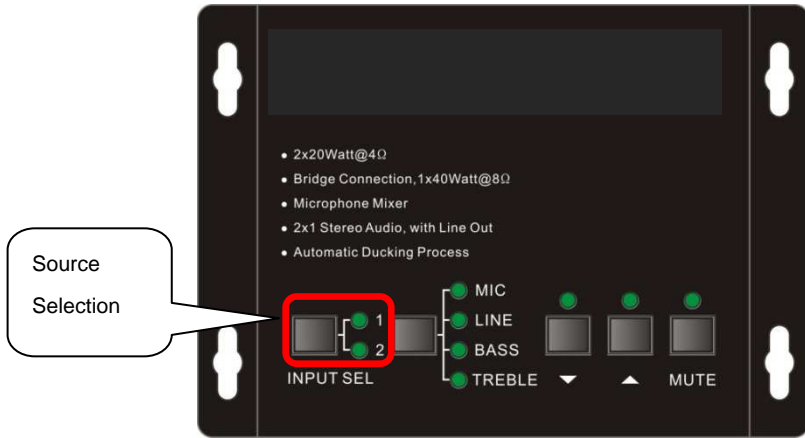 • 2x20Watt@4Ω
• Bridge Connection,1x40Watt@8Ω
• Microphone Mixer
• 2x1 Stereo Audio, with Line Out
• Automatic Ducking Process
Source
Selection
MIC
1 LINE
2 BASS
INPUT SEL TREBLE ▼ ▲ MUTE